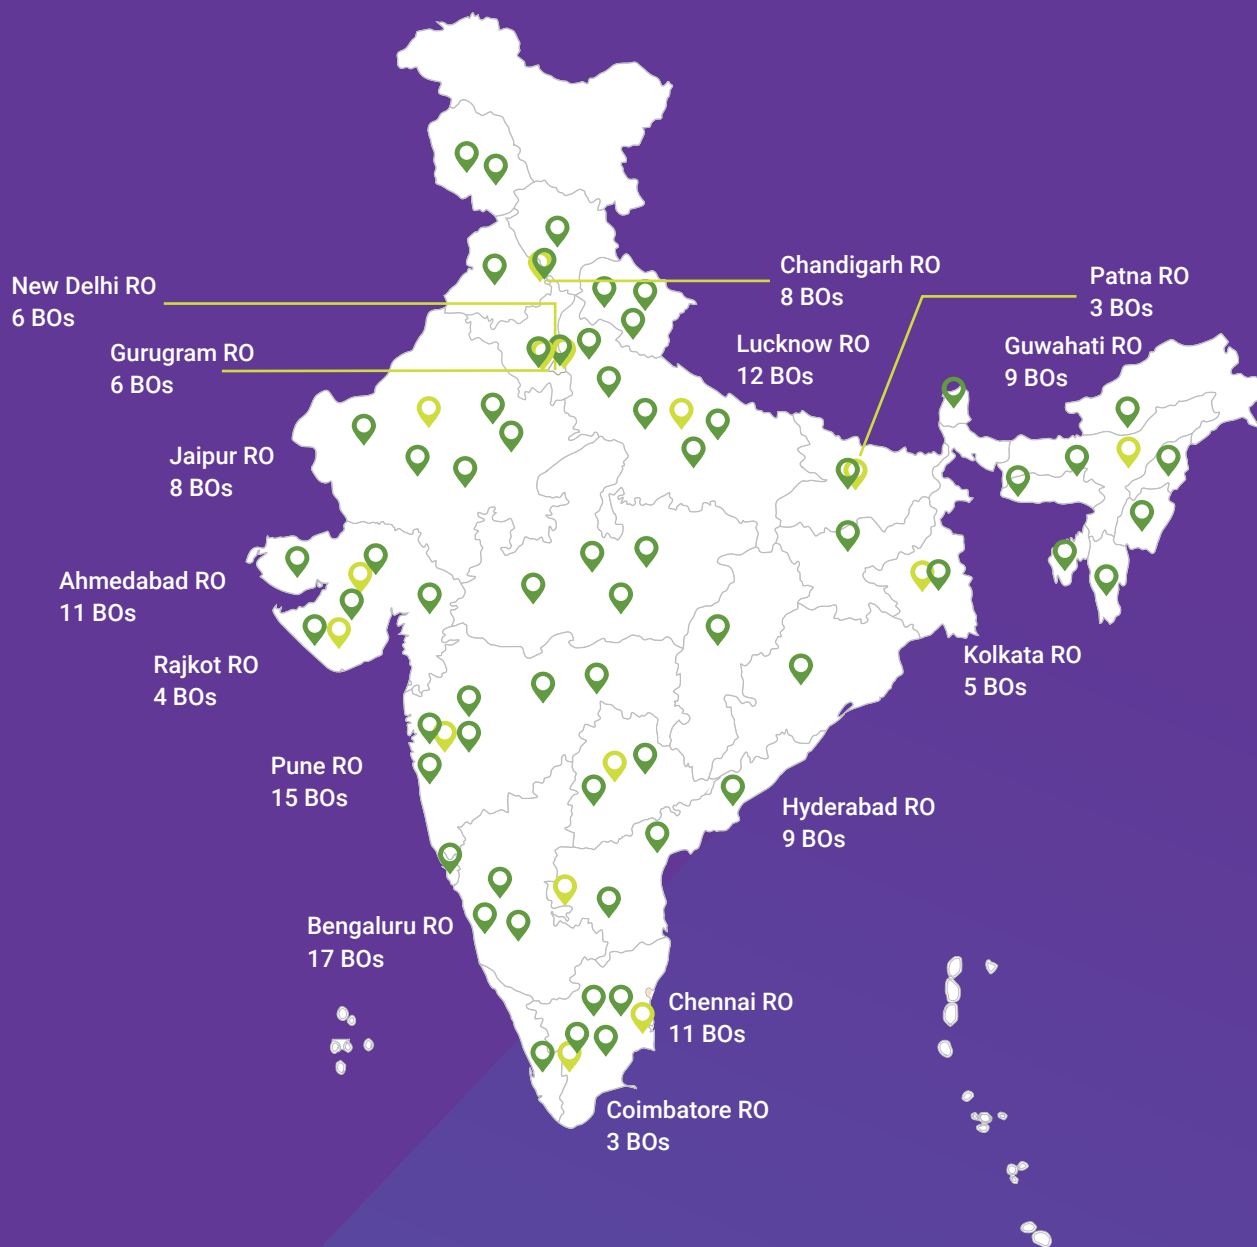 New Delhi RO
6 BOs
Gurugram RO
6 BOs
Chandigarh RO
8 BOs
Patna RO
3 BOs
Lucknow RO
12 BOs
Guwahati RO
9 BOs
Jaipur RO
8 BOs
Ahmedabad RO
11 BOs
Rajkot RO
4 BOs
Kolkata RO
5 BOs
Pune RO
15 BOs
Hyderabad RO
9 BOs
Bengaluru RO
17 BOs
Chennai RO
11 BOs
Coimbatore RO
3 BOs